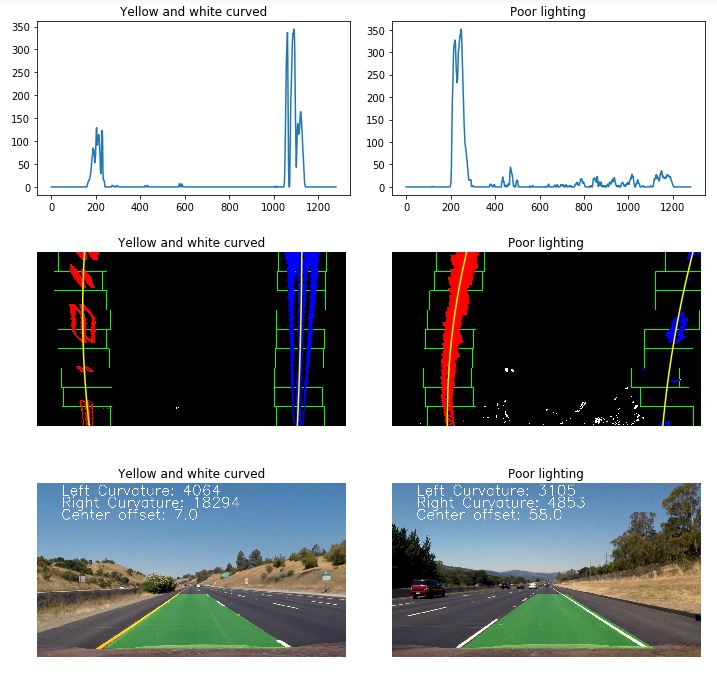 Yellow and white curved
Poor lighting
350
300
250
200
150
100
50
0
0 200 400 600 800 1000 1200
350
300
250
200
150
100
50
0
0 200 400 600 800 1000 1200
Yellow and white curved
Poor lighting
Yellow and white curved
Poor lighting
Left Curvature: 4064
Right Curvature: 18294
Center offset: 7.0
Left Curvature: 3105
Right Curvature: 4853
Center offset: 58.0